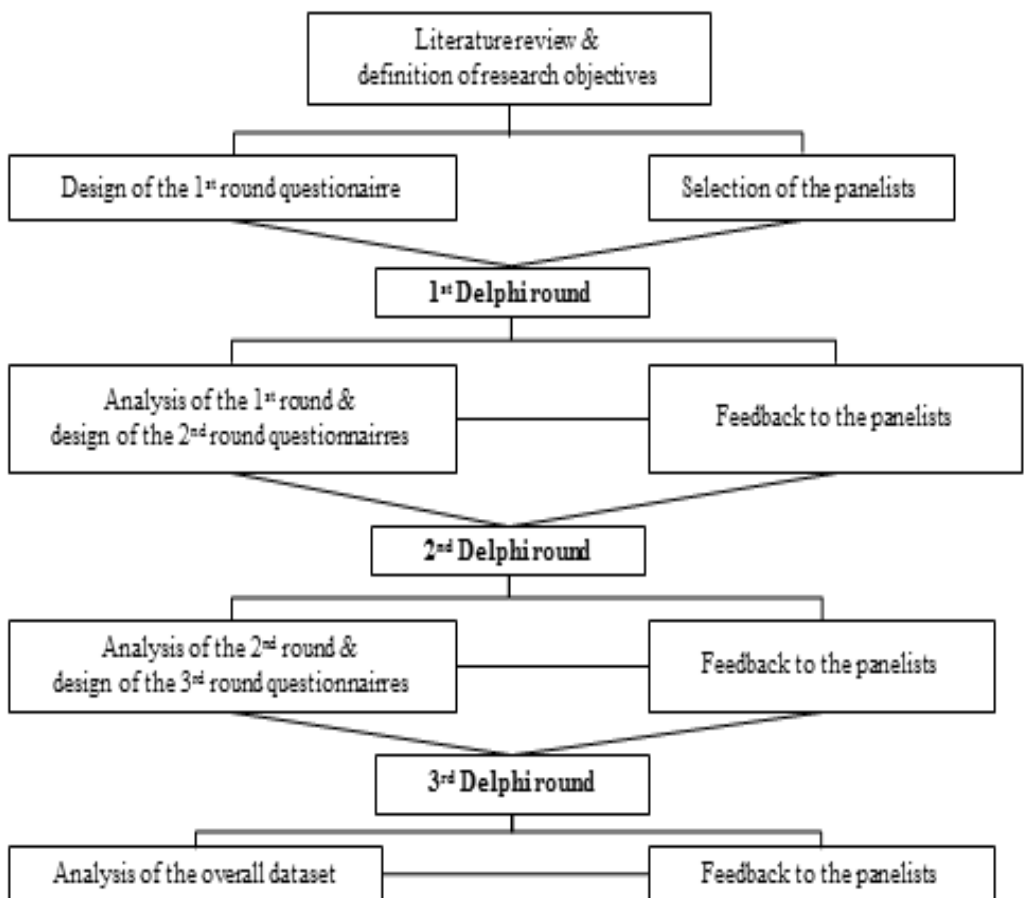 Literature review &
definition of research objectives
Design of the 1st round questionaire
Selection of the panelists
1st Delphi round
Analysis of the 1st round &
design of the 2nd round questionnairres
Feedback to the panelists
2nd Delphi round
Analysis of the 2nd round &
design of the 3rd round questionnairres
Feedback to the panelists
3rd Delphi round
Analysis of the overall dataset
Feedback to the panelists